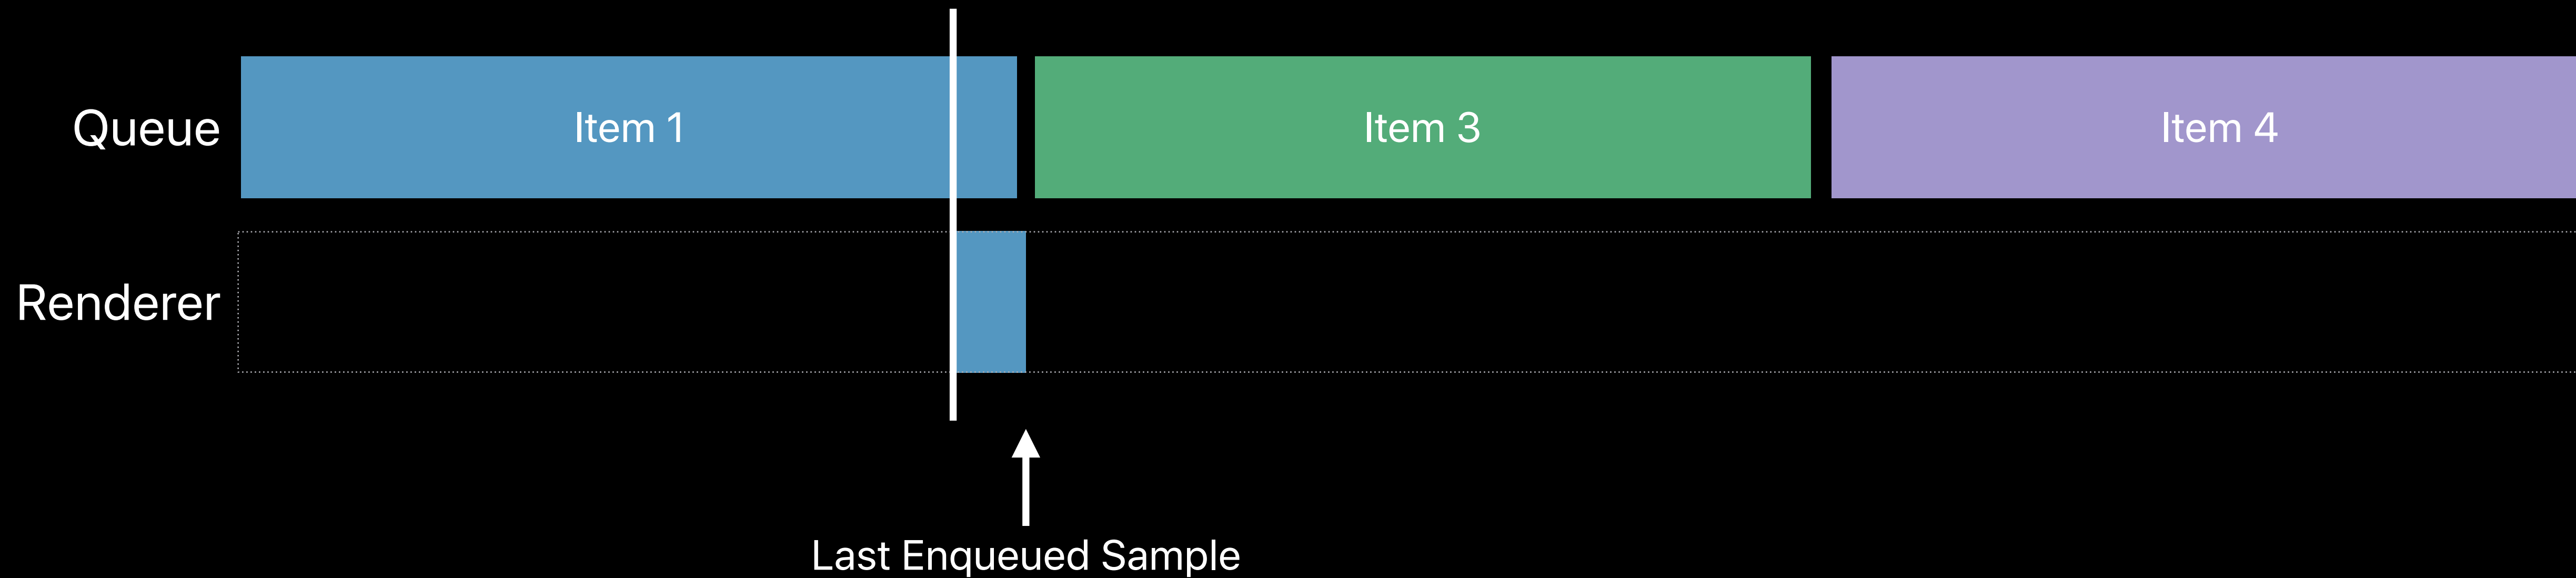 Queue
Item 1
Item 3
Item 4
Renderer
Last Enqueued Sample